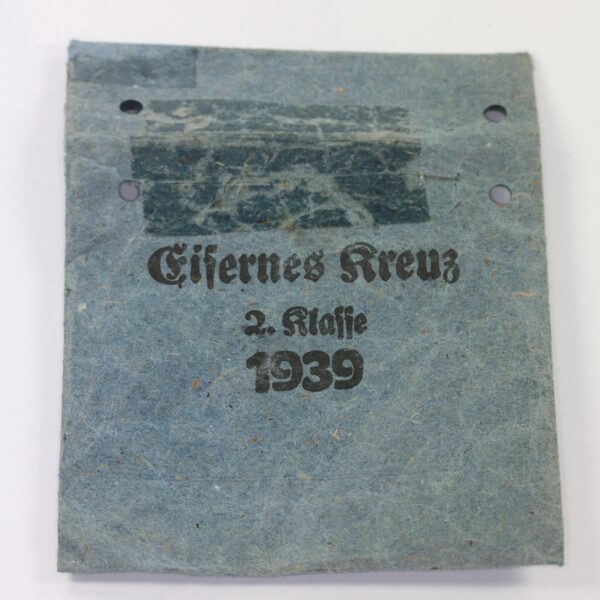 Eisernes Kreuz
2. Klasse
1939